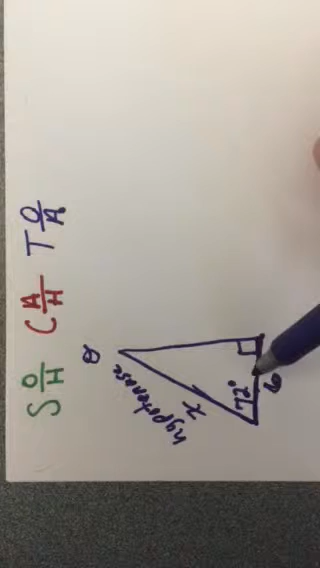 S O/H C A/H T O/A
θ
hypotenuse
x
72°
6